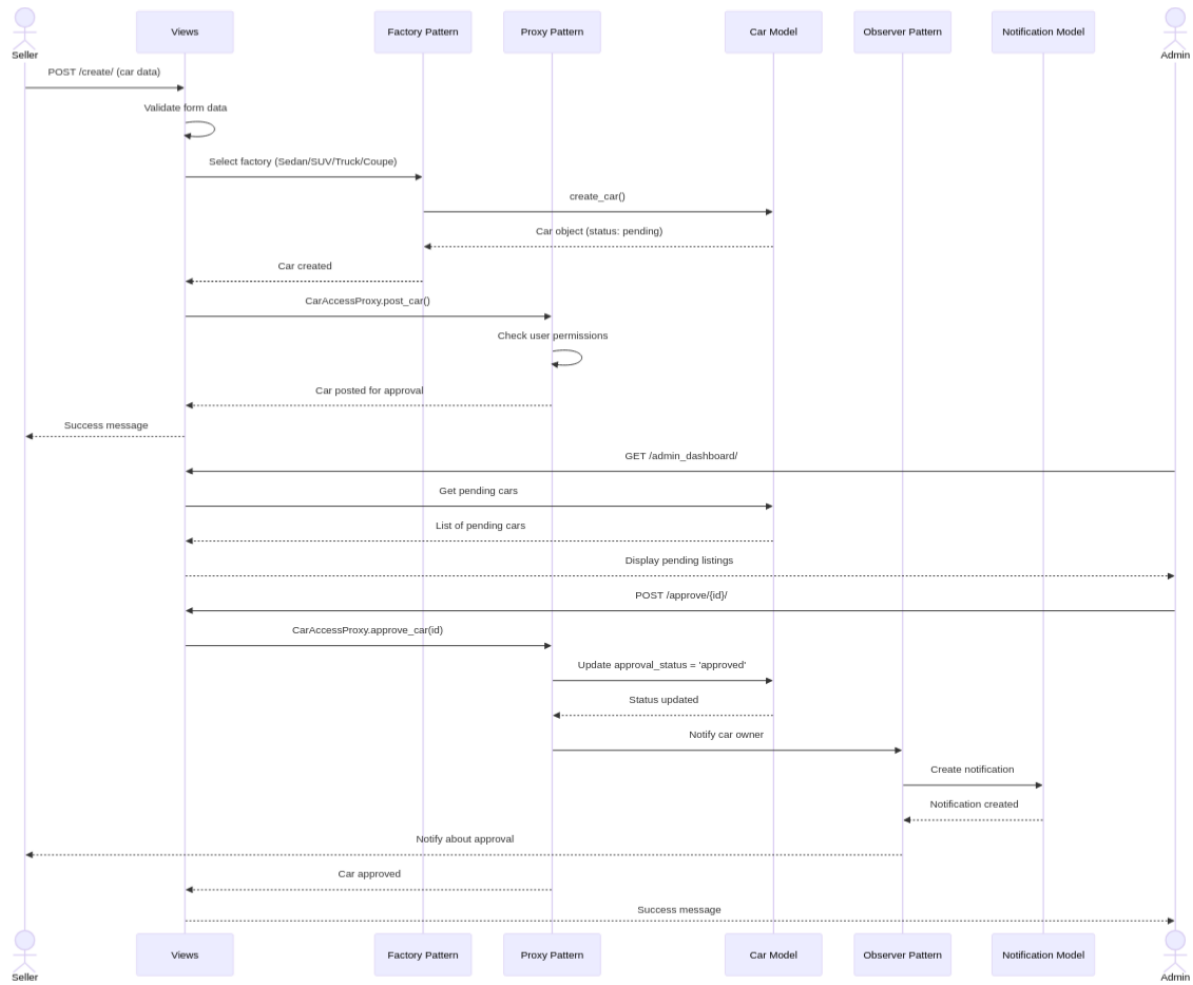 Views
Factory Pattern
Proxy Pattern
Car Model
Observer Pattern
Notification Model
Seller
Admin
POST /create/ (car data)
Validate form data
Select factory (Sedan/SUV/Truck/Coupe)
create_car()
Car object (status: pending)
Car created
CarAccessProxy.post_car()
Check user permissions
Car posted for approval
Success message
GET /admin_dashboard/
Get pending cars
List of pending cars
Display pending listings
POST /approve/{id}/
CarAccessProxy.approve_car(id)
Update approval_status = 'approved'
Status updated
Notify car owner
Create notification
Notification created
Notify about approval
Car approved
Success message
Views
Factory Pattern
Proxy Pattern
Car Model
Observer Pattern
Notification Model
Seller
Admin